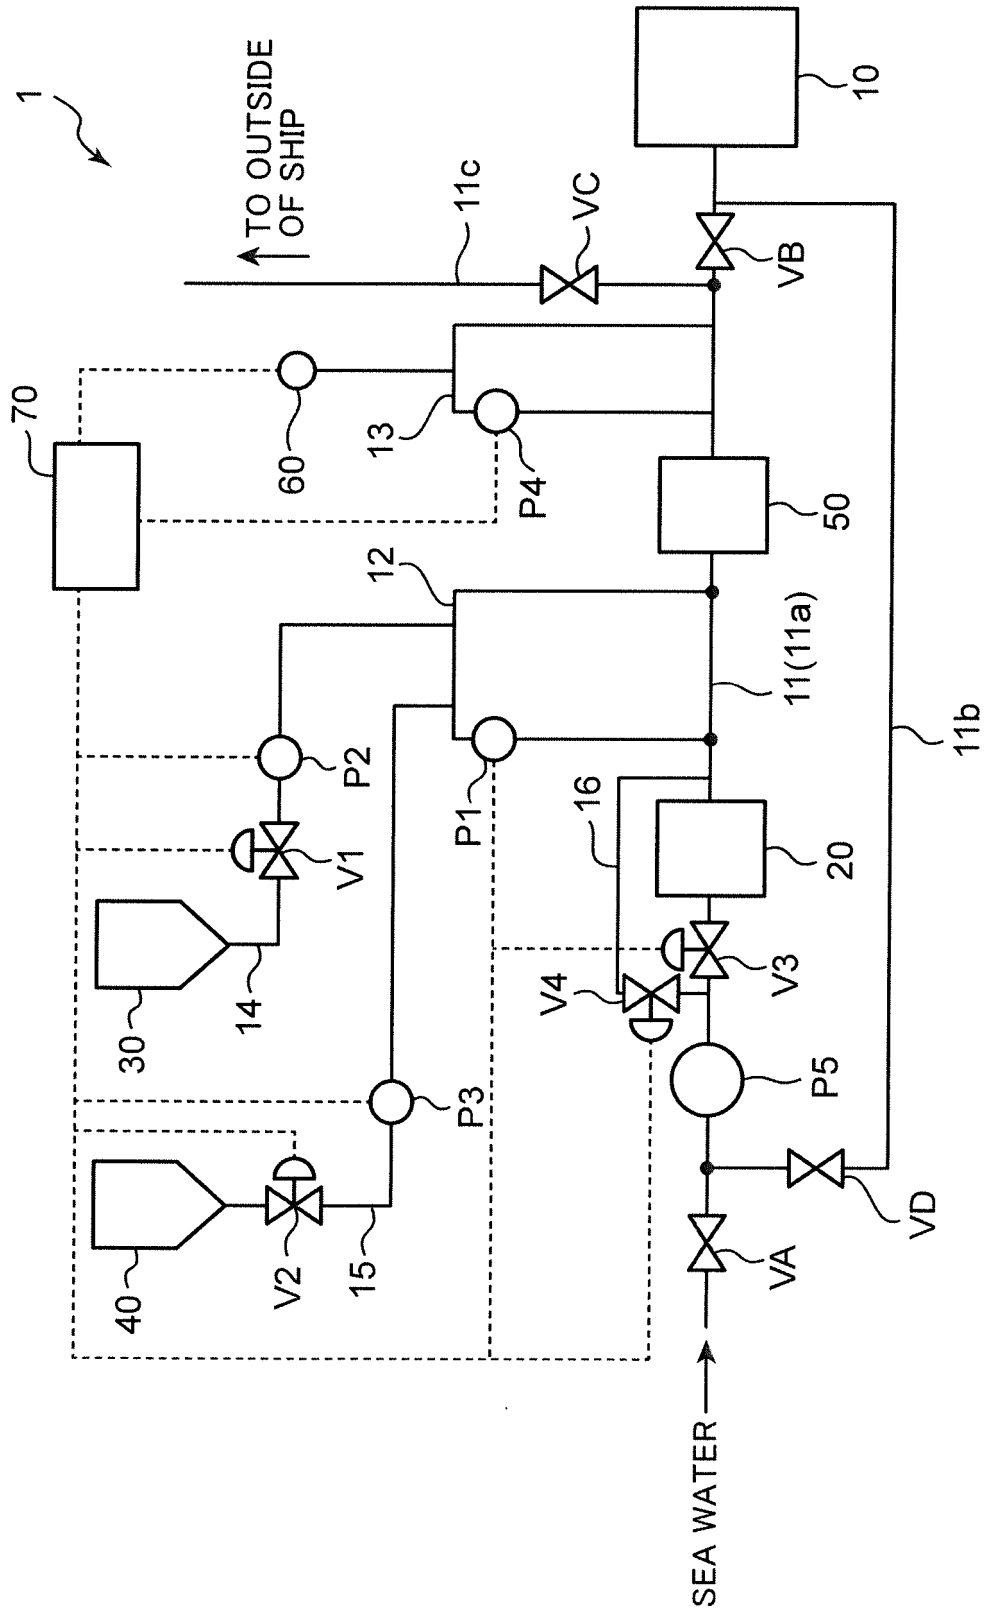 1
TO OUTSIDE
OF SHIP
70
60
13
P4
11c
VC
VB
10
12
50
30
14
V1
P2
P1
16
11(11a)
11b
40
V2
15
P3
V4
V3
20
P5
VA
VD
SEA WATER